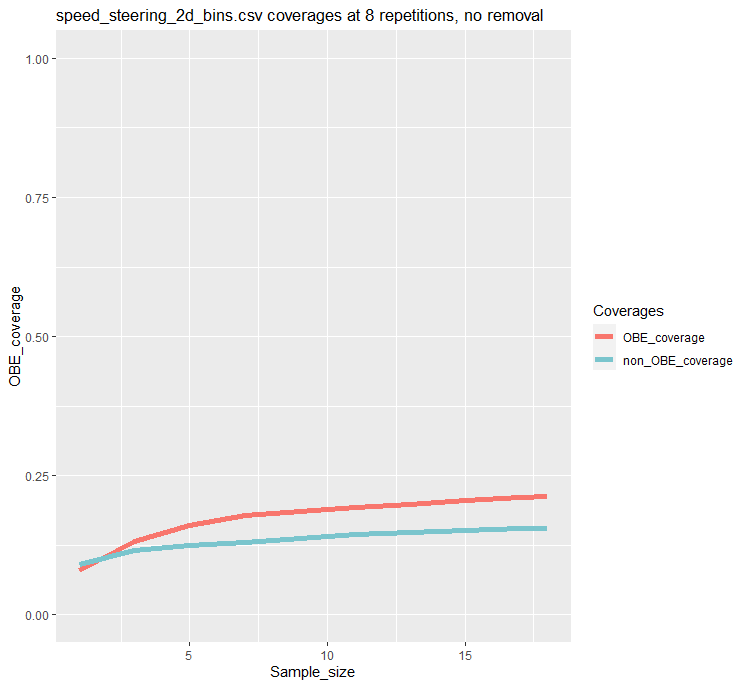 speed_steering_2d_bins.csv coverages at 8 repetitions, no removal
1.00
0.75
0.50
0.25
0.00
OBE_coverage
5
10
15
Sample_size
Coverages
OBE_coverage
non_OBE_coverage